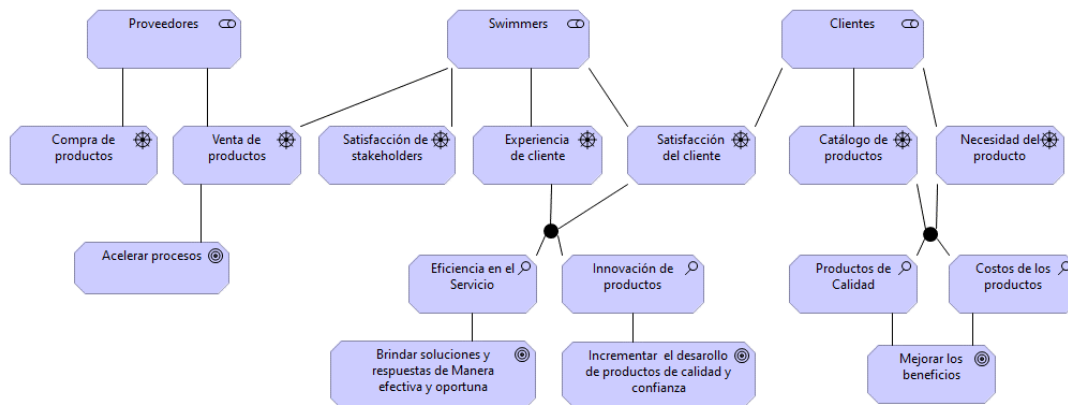 Proveedores
Swimmers
Clientes
Compra de
productos
Venta de
productos
Satisfacción de
stakeholders
Experiencia
de cliente
Satisfacción
del cliente
Catálogo de
productos
Necesidad del
producto
Acelerar procesos
Eficiencia en el
Servicio
Innovación de
productos
Productos de
Calidad
Costos de los
productos
Brindar soluciones y
respuestas de Manera
efectiva y oportuna
Incrementar el desarollo
de productos de calidad y
confianza
Mejorar los
beneficios